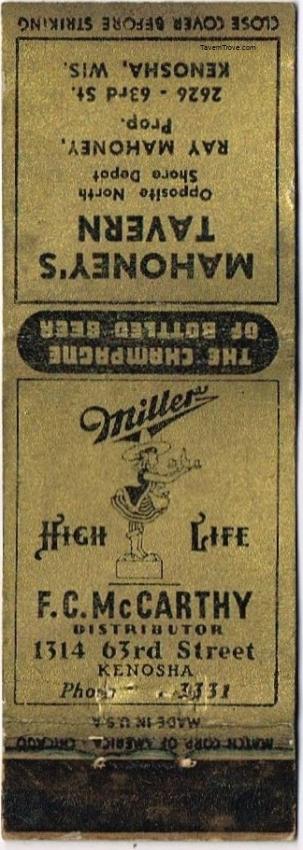 CLOSE COVER BEFORE STRIKING
TavernTrove.com
MAHONEY'S
TAVERN
Opposite North
Shore Depot
RAY MAHONEY,
Prop.
2626 - 63rd St.
KENOSHA, WIS.
THE CHAMPAGNE
OF BOTTLED BEER
Miller
HIGH LIFE
F.C. McCARTHY
DISTRIBUTOR
1314 63rd Street
KENOSHA
3331
MADE IN U.S.A.
MATCH CORP OF AMERICA - CHICAGO